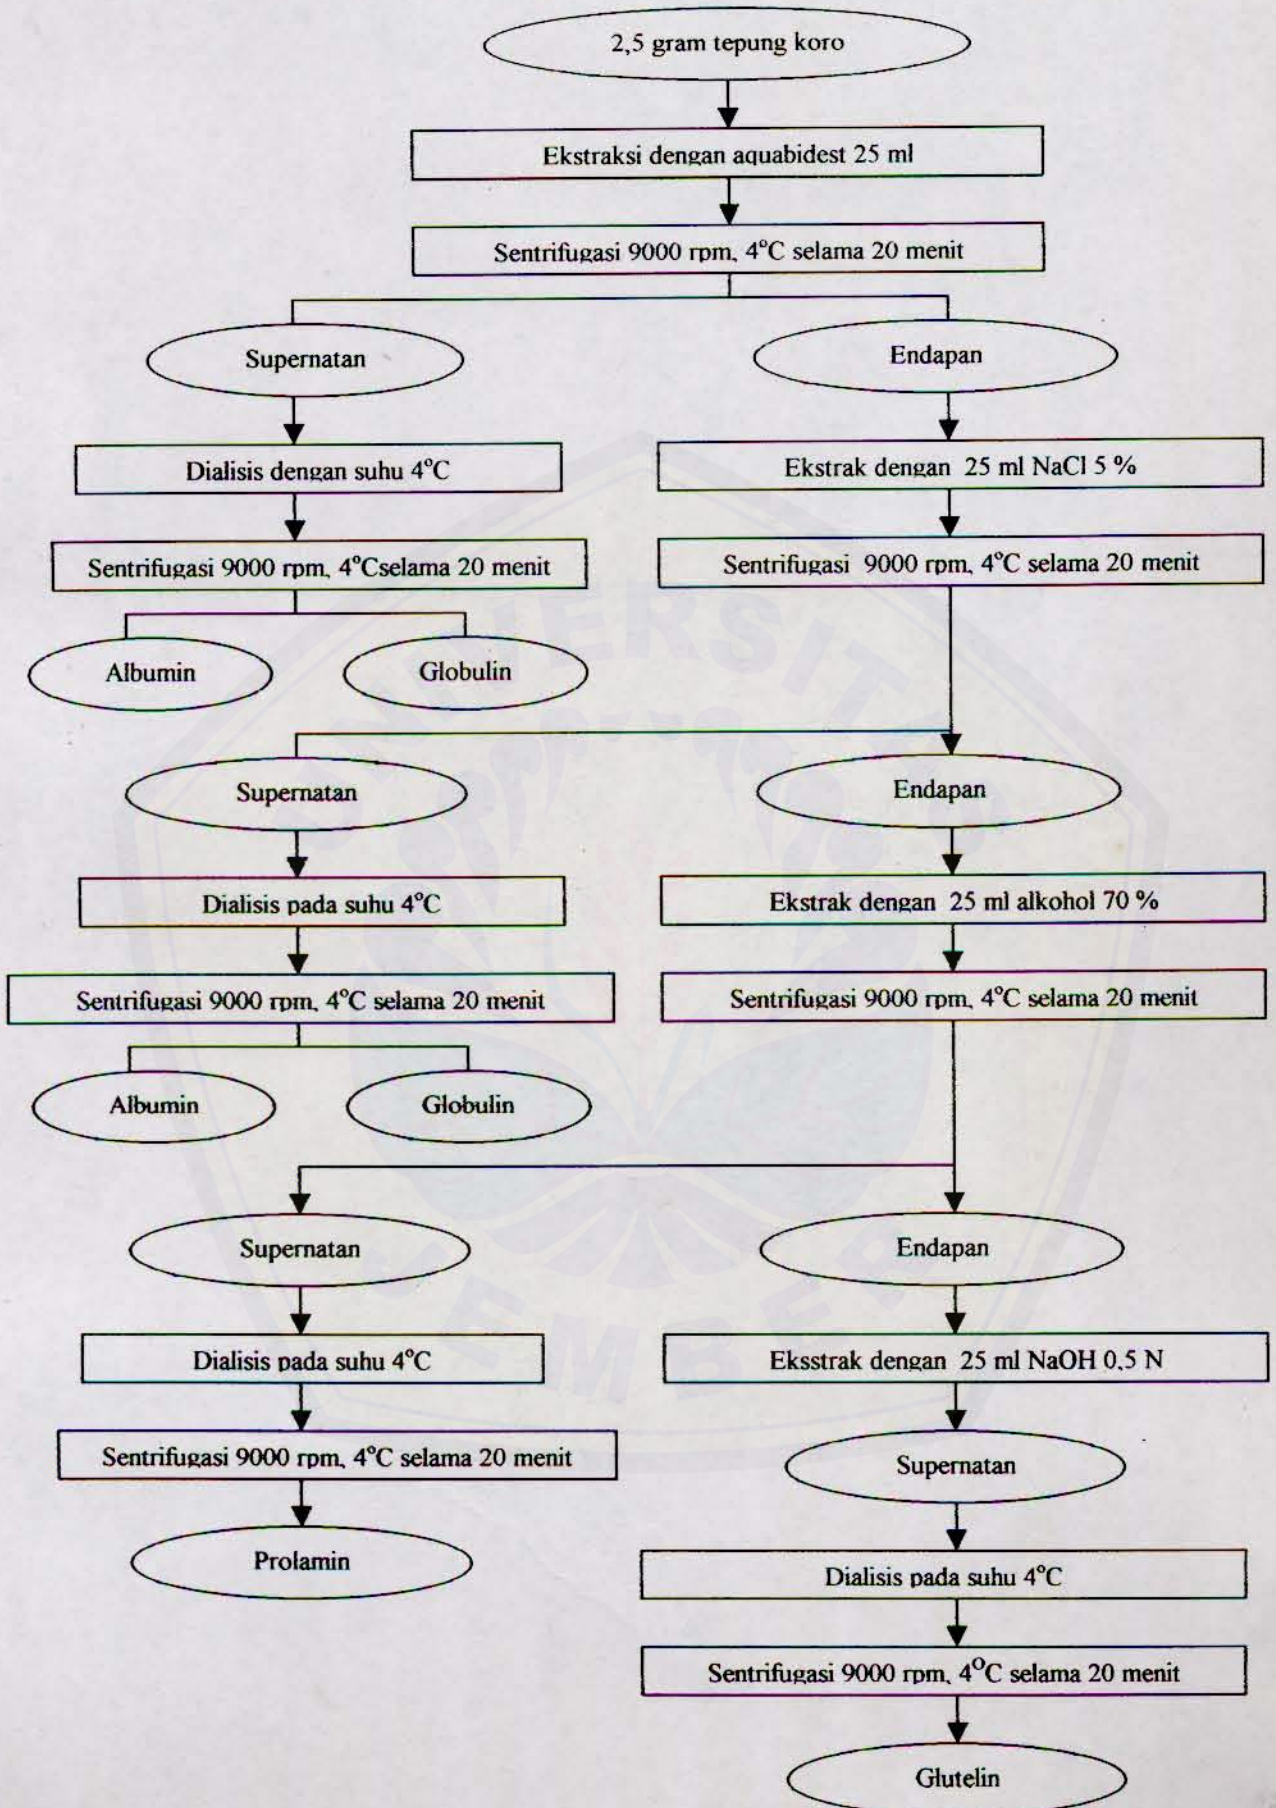 2,5 gram tepung koro
Ekstraksi dengan aquabidest 25 ml
Sentrifugasi 9000 rpm, 4°C selama 20 menit
Supernatan
Endapan
Dialisis dengan suhu 4°C
Ekstrak dengan 25 ml NaCl 5 %
Sentrifugasi 9000 rpm, 4°Cselama 20 menit
Sentrifugasi 9000 rpm, 4°C selama 20 menit
Albumin
Globulin
Supernatan
Endapan
Dialisis pada suhu 4°C
Ekstrak dengan 25 ml alkohol 70 %
Sentrifugasi 9000 rpm, 4°C selama 20 menit
Sentrifugasi 9000 rpm, 4°C selama 20 menit
Albumin
Globulin
Supernatan
Endapan
Dialisis pada suhu 4°C
Eksstrak dengan 25 ml NaOH 0,5 N
Sentrifugasi 9000 rpm, 4°C selama 20 menit
Supernatan
Prolamin
Dialisis pada suhu 4°C
Sentrifugasi 9000 rpm, 4°C selama 20 menit
Glutelin
UNIVERSITAS
JEMBER